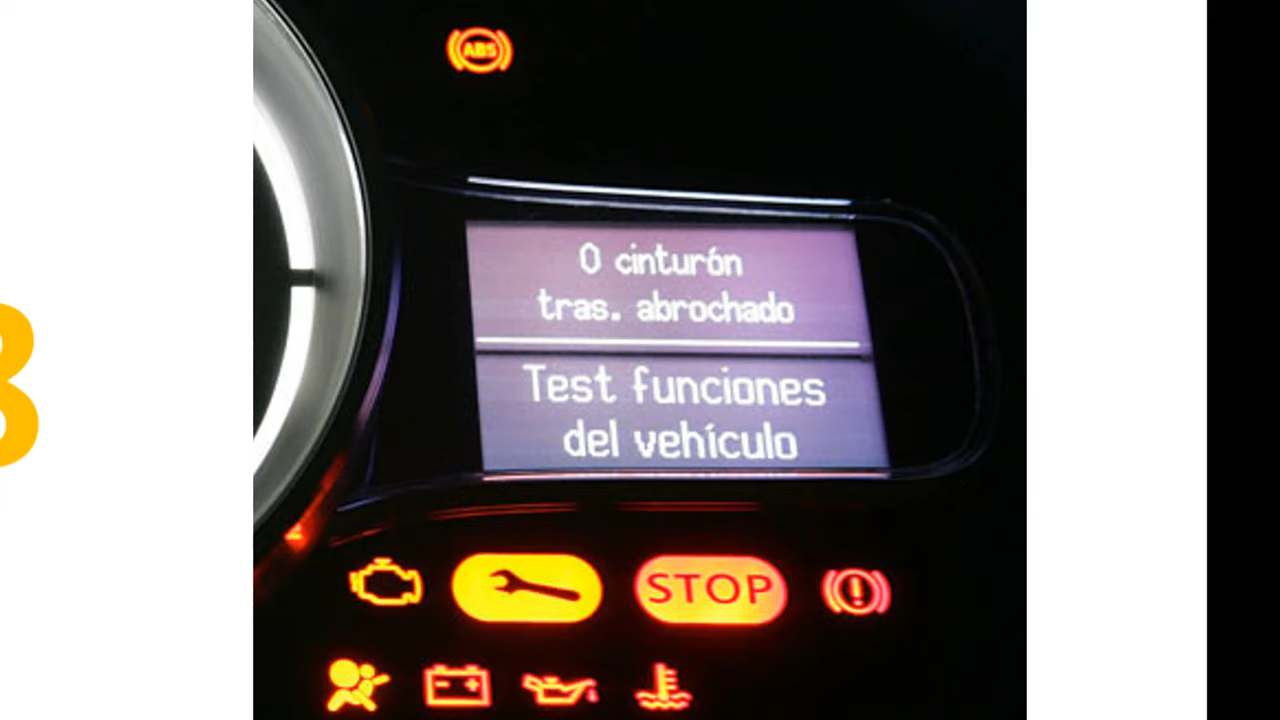 ABS
0 cinturón
tras. abrochado
Test funciones
del vehículo
STOP